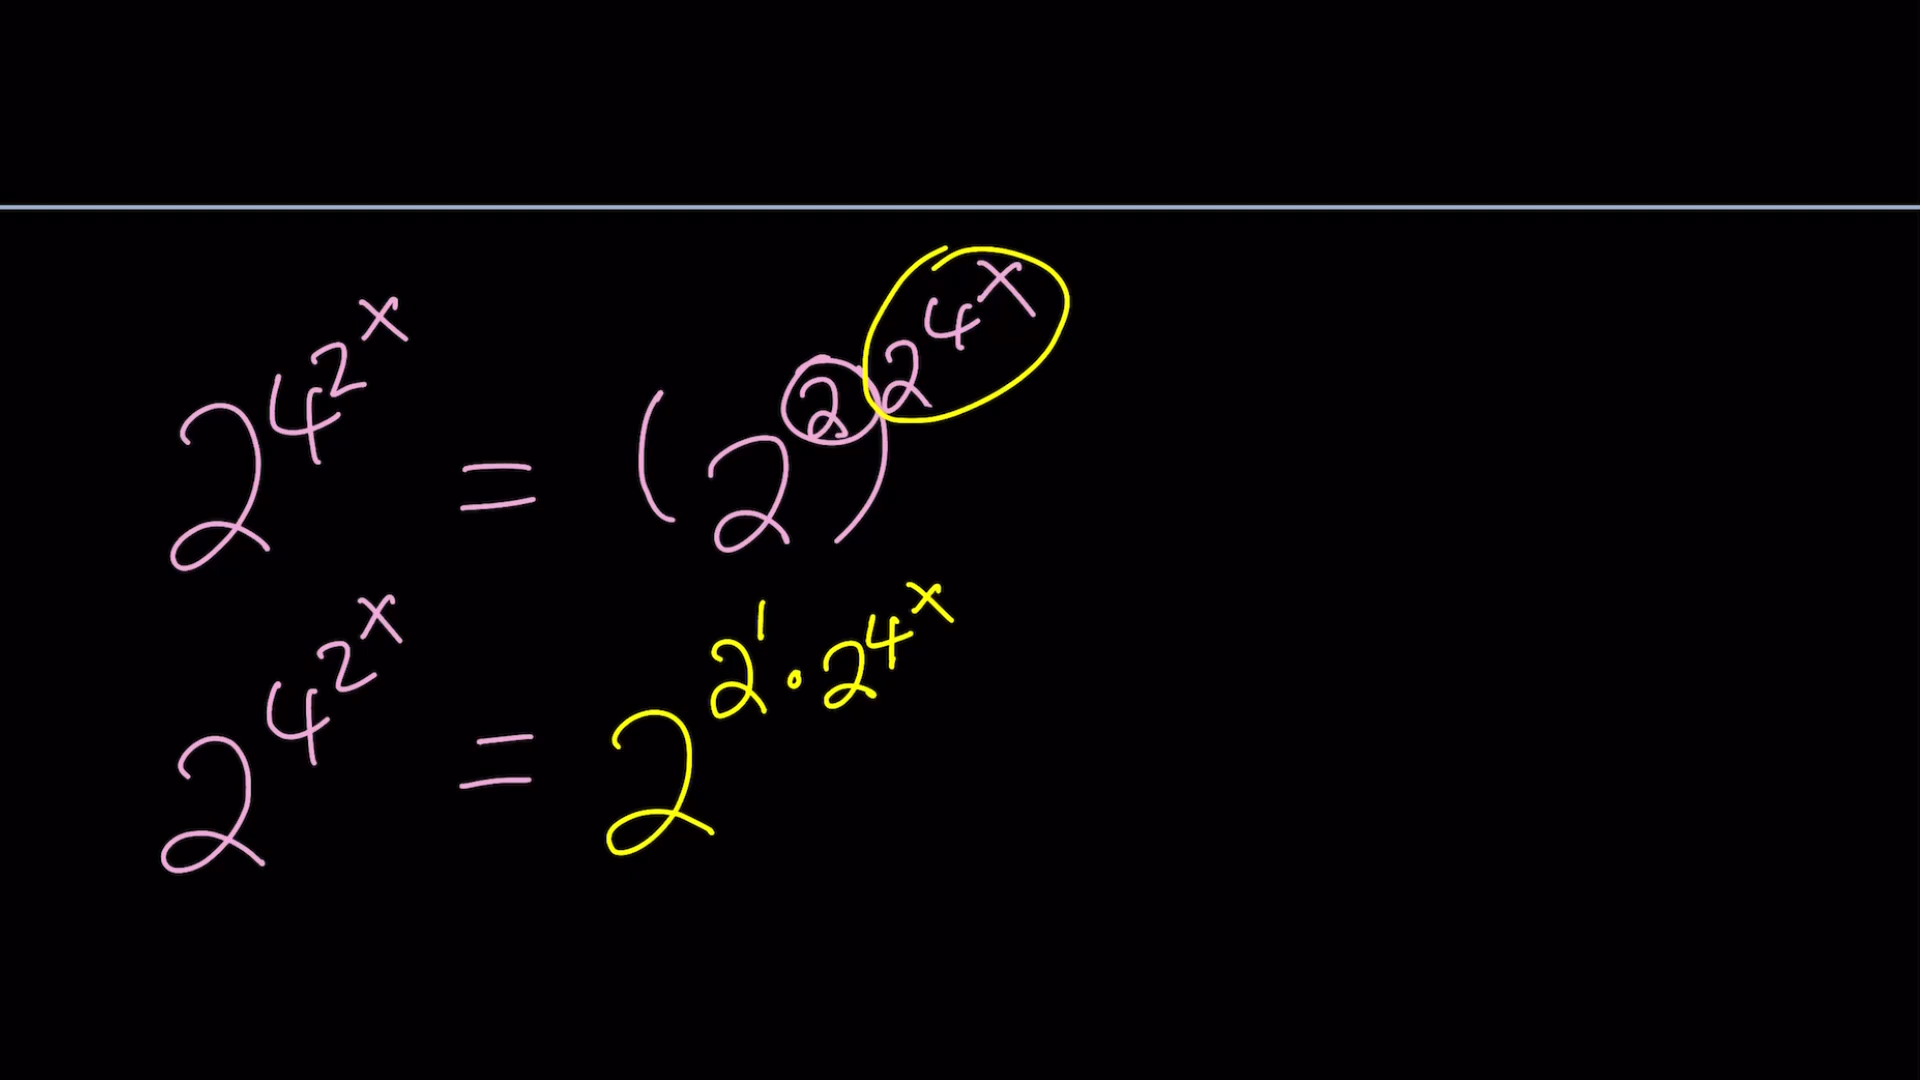 2^{4^{2^x}} = (2^2)^{2^{4^x}}
2^{4^{2^x}} = 2^{2^1 · 2^{4^x}}